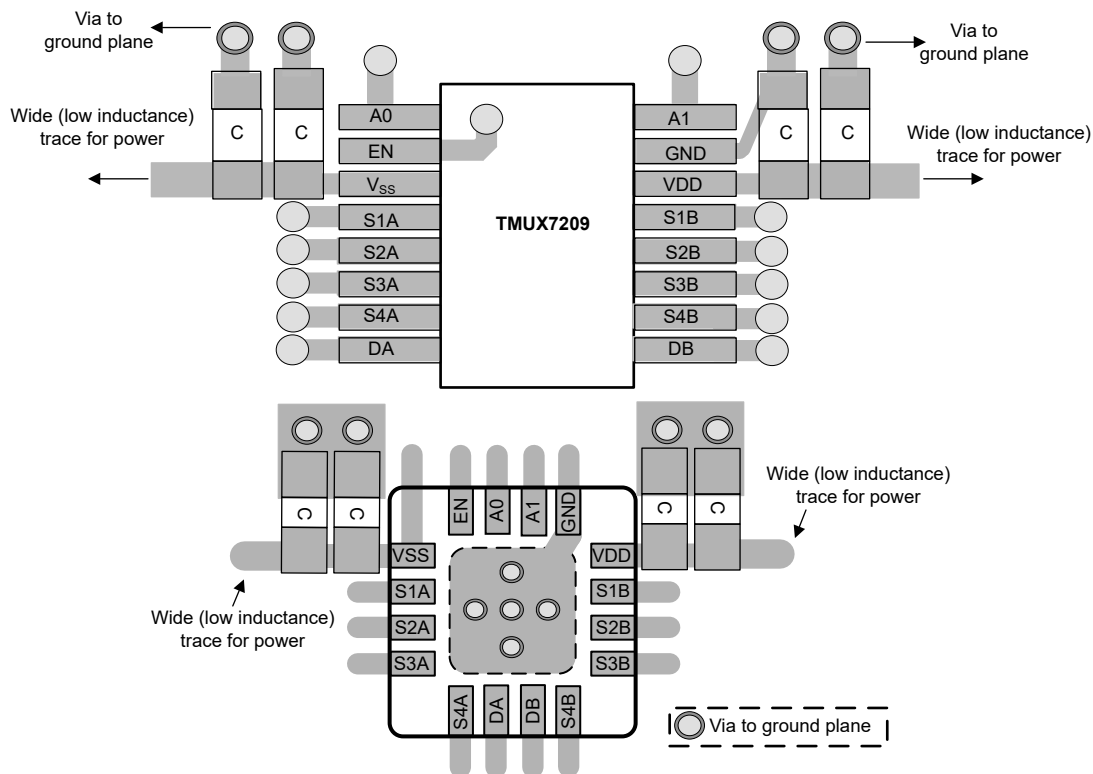 Via to
ground plane
Via to
ground plane
Wide (low inductance)
trace for power
C
C
C
C
Wide (low inductance)
trace for power
A0
EN
VSS
S1A
S2A
S3A
S4A
DA
TMUX7209
A1
GND
VDD
S1B
S2B
S3B
S4B
DB
C
C
C
C
Wide (low inductance)
trace for power
EN
A0
A1
GND
VSS
S1A
S2A
S3A
VDD
S1B
S2B
S3B
Wide (low inductance)
trace for power
S4A
DA
DB
S4B
Via to ground plane